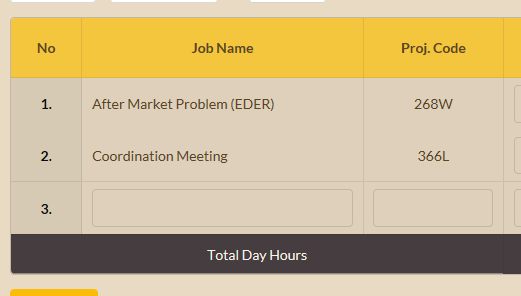 No Job Name Proj. Code
1. After Market Problem (EDER) 268W
2. Coordination Meeting 366L
3.
Total Day Hours